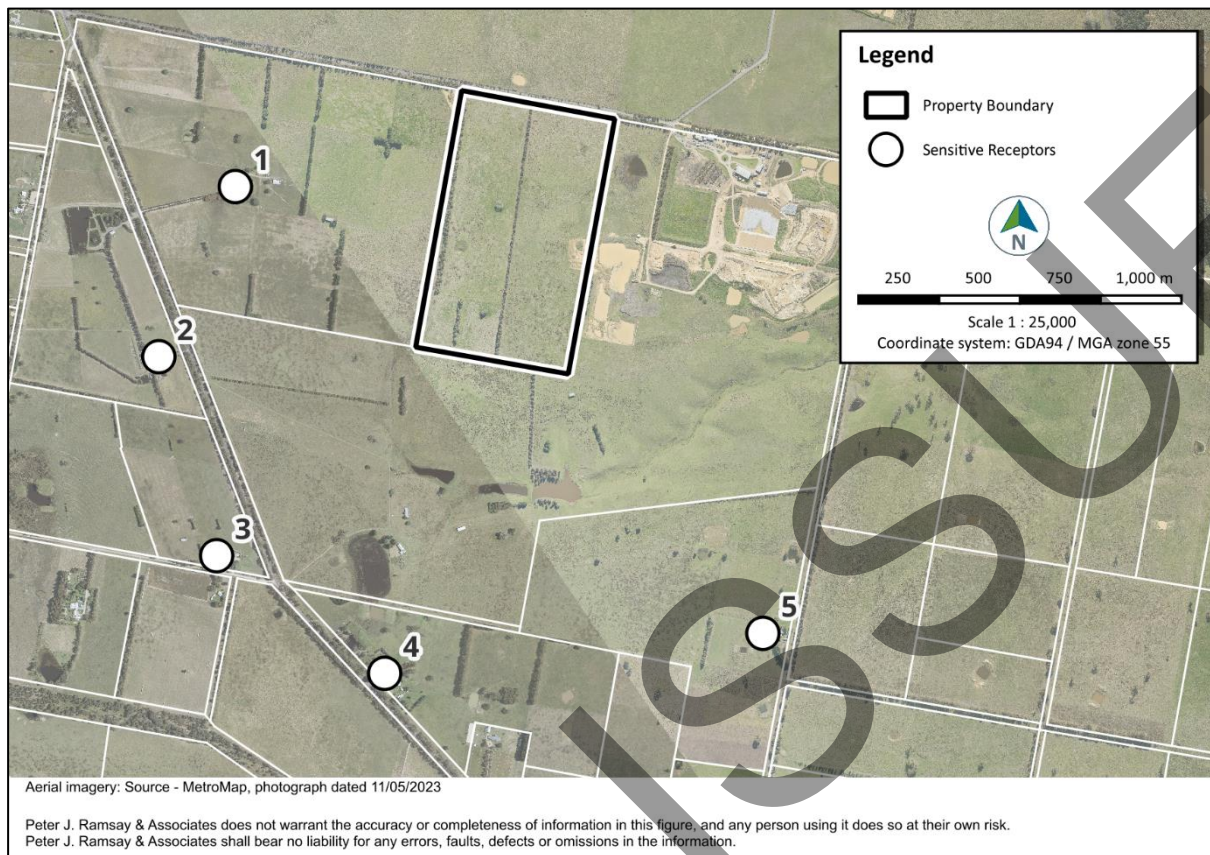 Legend
Property Boundary
Sensitive Receptors
N
250 500 750 1,000 m
Scale 1 : 25,000
Coordinate system: GDA94 / MGA zone 55
1
2
3
4
5
ISSUE
Aerial imagery: Source - MetroMap, photograph dated 11/05/2023
Peter J. Ramsay & Associates does not warrant the accuracy or completeness of information in this figure, and any person using it does so at their own risk.
Peter J. Ramsay & Associates shall bear no liability for any errors, faults, defects or omissions in the information.